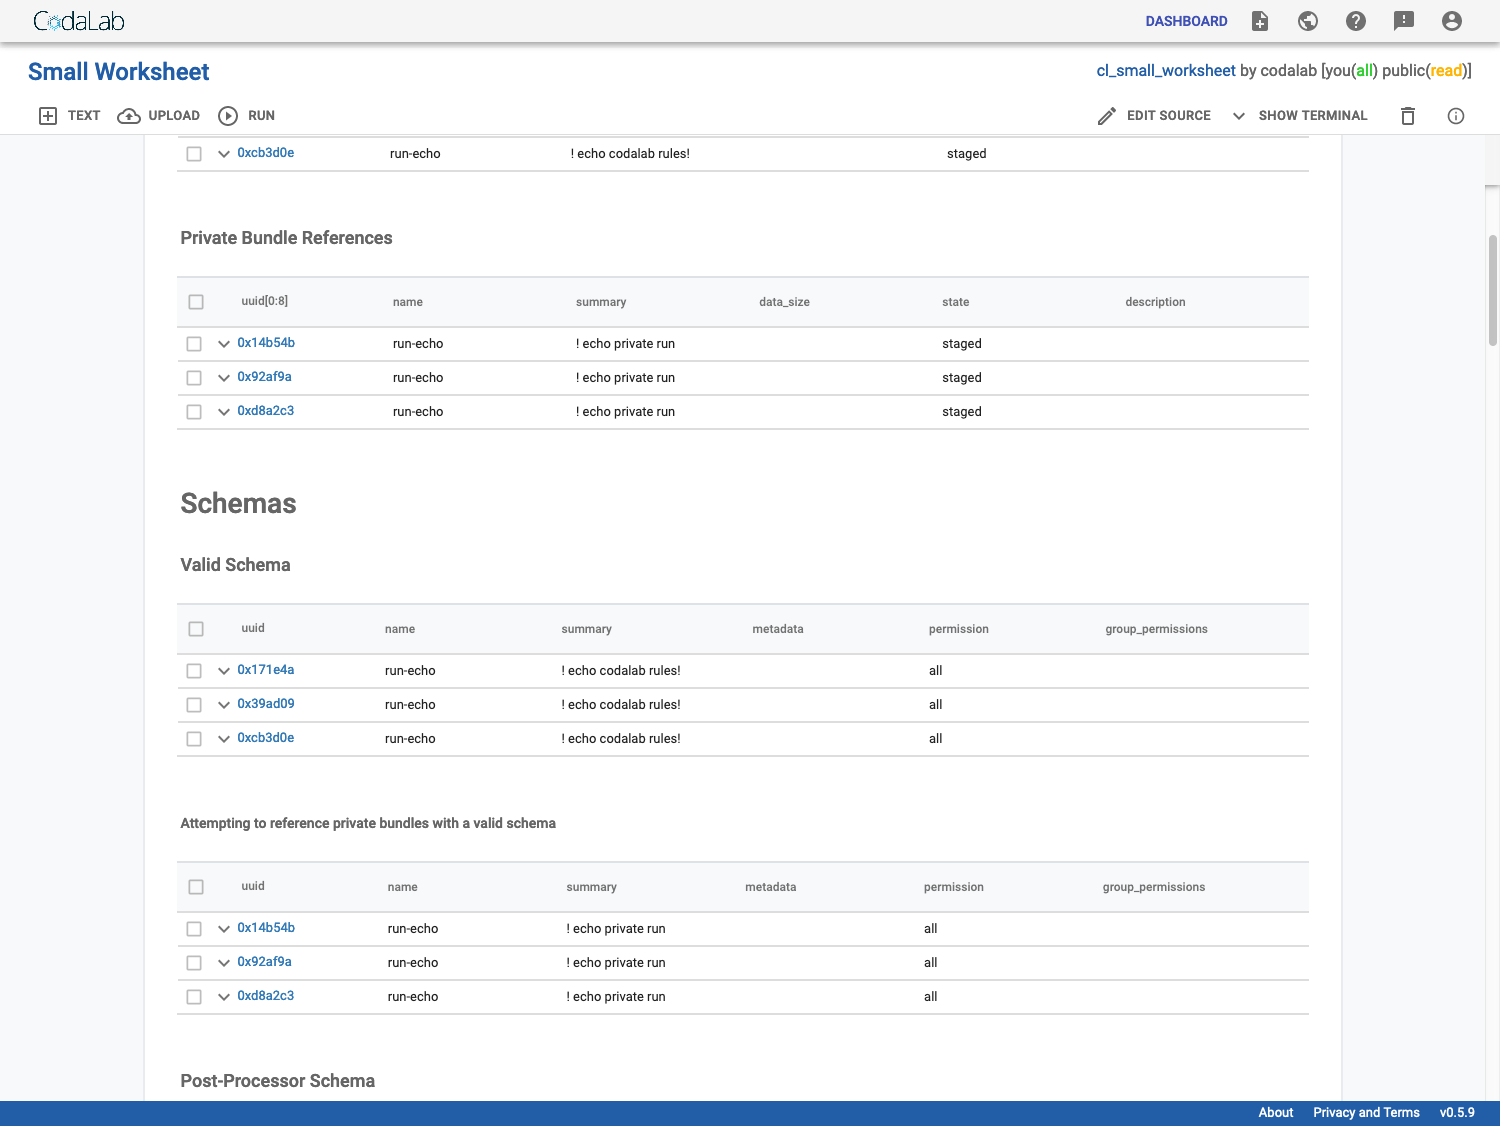 CodaLab
DASHBOARD
Small Worksheet
cl_small_worksheet by codalab [you(all) public(read)]
TEXT UPLOAD RUN
EDIT SOURCE SHOW TERMINAL
0xcb3d0e run-echo ! echo codalab rules! staged
Private Bundle References
uuid[0:8] name summary data_size state description
0x14b54b run-echo ! echo private run staged
0x92af9a run-echo ! echo private run staged
0xd8a2c3 run-echo ! echo private run staged
Schemas
Valid Schema
uuid name summary metadata permission group_permissions
0x171e4a run-echo ! echo codalab rules! all
0x39ad09 run-echo ! echo codalab rules! all
0xcb3d0e run-echo ! echo codalab rules! all
Attempting to reference private bundles with a valid schema
uuid name summary metadata permission group_permissions
0x14b54b run-echo ! echo private run all
0x92af9a run-echo ! echo private run all
0xd8a2c3 run-echo ! echo private run all
Post-Processor Schema
About Privacy and Terms v0.5.9